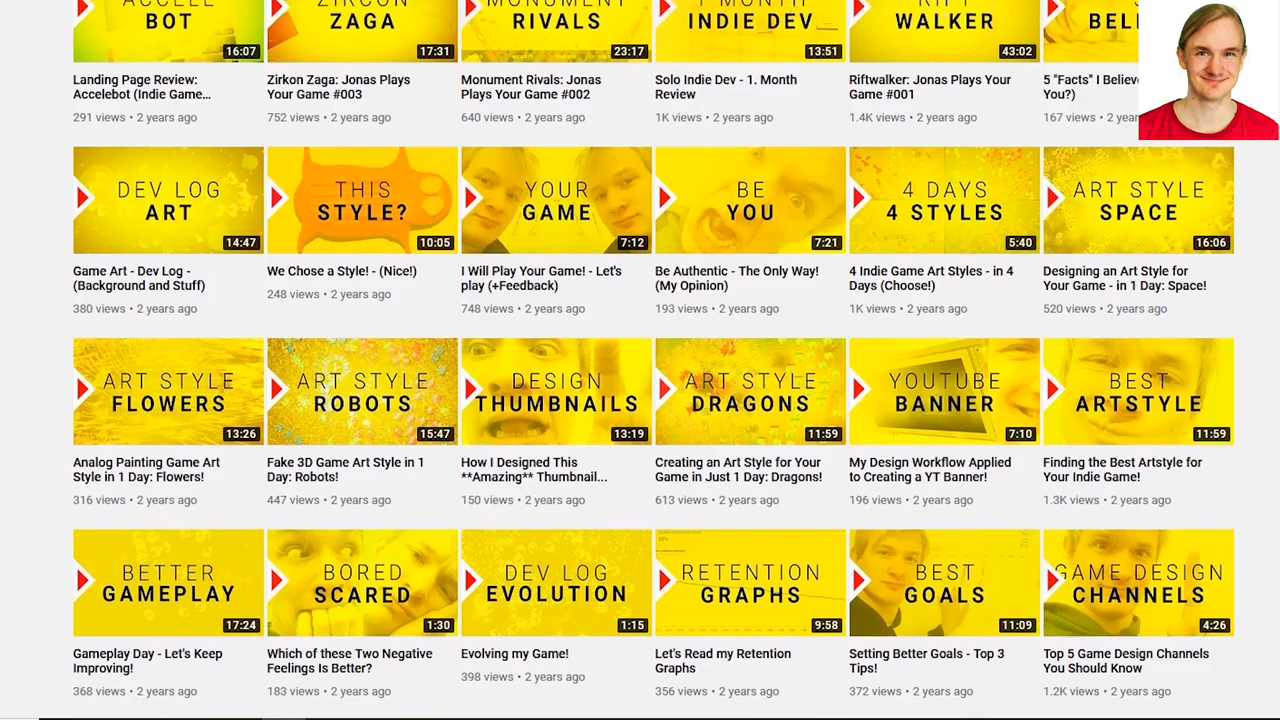 ACCELE
BOT
16:07
ZIRCON
ZAGA
17:31
MONUMENT
RIVALS
23:17
1 MONTH
INDIE DEV
13:51
RIFT
WALKER
43:02
Landing Page Review:
Accelebot (Indie Game...
291 views • 2 years ago
Zirkon Zaga: Jonas Plays
Your Game #003
752 views • 2 years ago
Monument Rivals: Jonas
Plays Your Game #002
640 views • 2 years ago
Solo Indie Dev - 1. Month
Review
1K views • 2 years ago
Riftwalker: Jonas Plays Your
Game #001
1.4K views • 2 years ago
5 "Facts" I Believe
You?)
167 views • 2
DEV LOG
ART
14:47
THIS
STYLE?
10:05
YOUR
GAME
7:12
BE
YOU
7:21
4 DAYS
4 STYLES
5:40
ART STYLE
SPACE
16:06
Game Art - Dev Log -
(Background and Stuff)
380 views • 2 years ago
We Chose a Style! - (Nice!)
248 views • 2 years ago
I Will Play Your Game! - Let's
play (+Feedback)
748 views • 2 years ago
Be Authentic - The Only Way!
(My Opinion)
193 views • 2 years ago
4 Indie Game Art Styles - in 4
Days (Choose!)
1K views • 2 years ago
Designing an Art Style for
Your Game - in 1 Day: Space!
520 views • 2 years ago
ART STYLE
FLOWERS
13:26
ART STYLE
ROBOTS
15:47
DESIGN
THUMBNAILS
13:19
ART STYLE
DRAGONS
11:59
YOUTUBE
BANNER
7:10
BEST
ARTSTYLE
11:59
Analog Painting Game Art
Style in 1 Day: Flowers!
316 views • 2 years ago
Fake 3D Game Art Style in 1
Day: Robots!
447 views • 2 years ago
How I Designed This
**Amazing** Thumbnail...
150 views • 2 years ago
Creating an Art Style for Your
Game in Just 1 Day: Dragons!
613 views • 2 years ago
My Design Workflow Applied
to Creating a YT Banner!
196 views • 2 years ago
Finding the Best Artstyle for
Your Indie Game!
1.3K views • 2 years ago
BETTER
GAMEPLAY
17:24
BORED
SCARED
1:30
DEV LOG
EVOLUTION
1:15
RETENTION
GRAPHS
9:58
BEST
GOALS
11:09
GAME DESIGN
CHANNELS
4:26
Gameplay Day - Let's Keep
Improving!
368 views • 2 years ago
Which of these Two Negative
Feelings Is Better?
183 views • 2 years ago
Evolving my Game!
398 views • 2 years ago
Let's Read my Retention
Graphs
356 views • 2 years ago
Setting Better Goals - Top 3
Tips!
372 views • 2 years ago
Top 5 Game Design Channels
You Should Know
1.2K views • 2 years ago